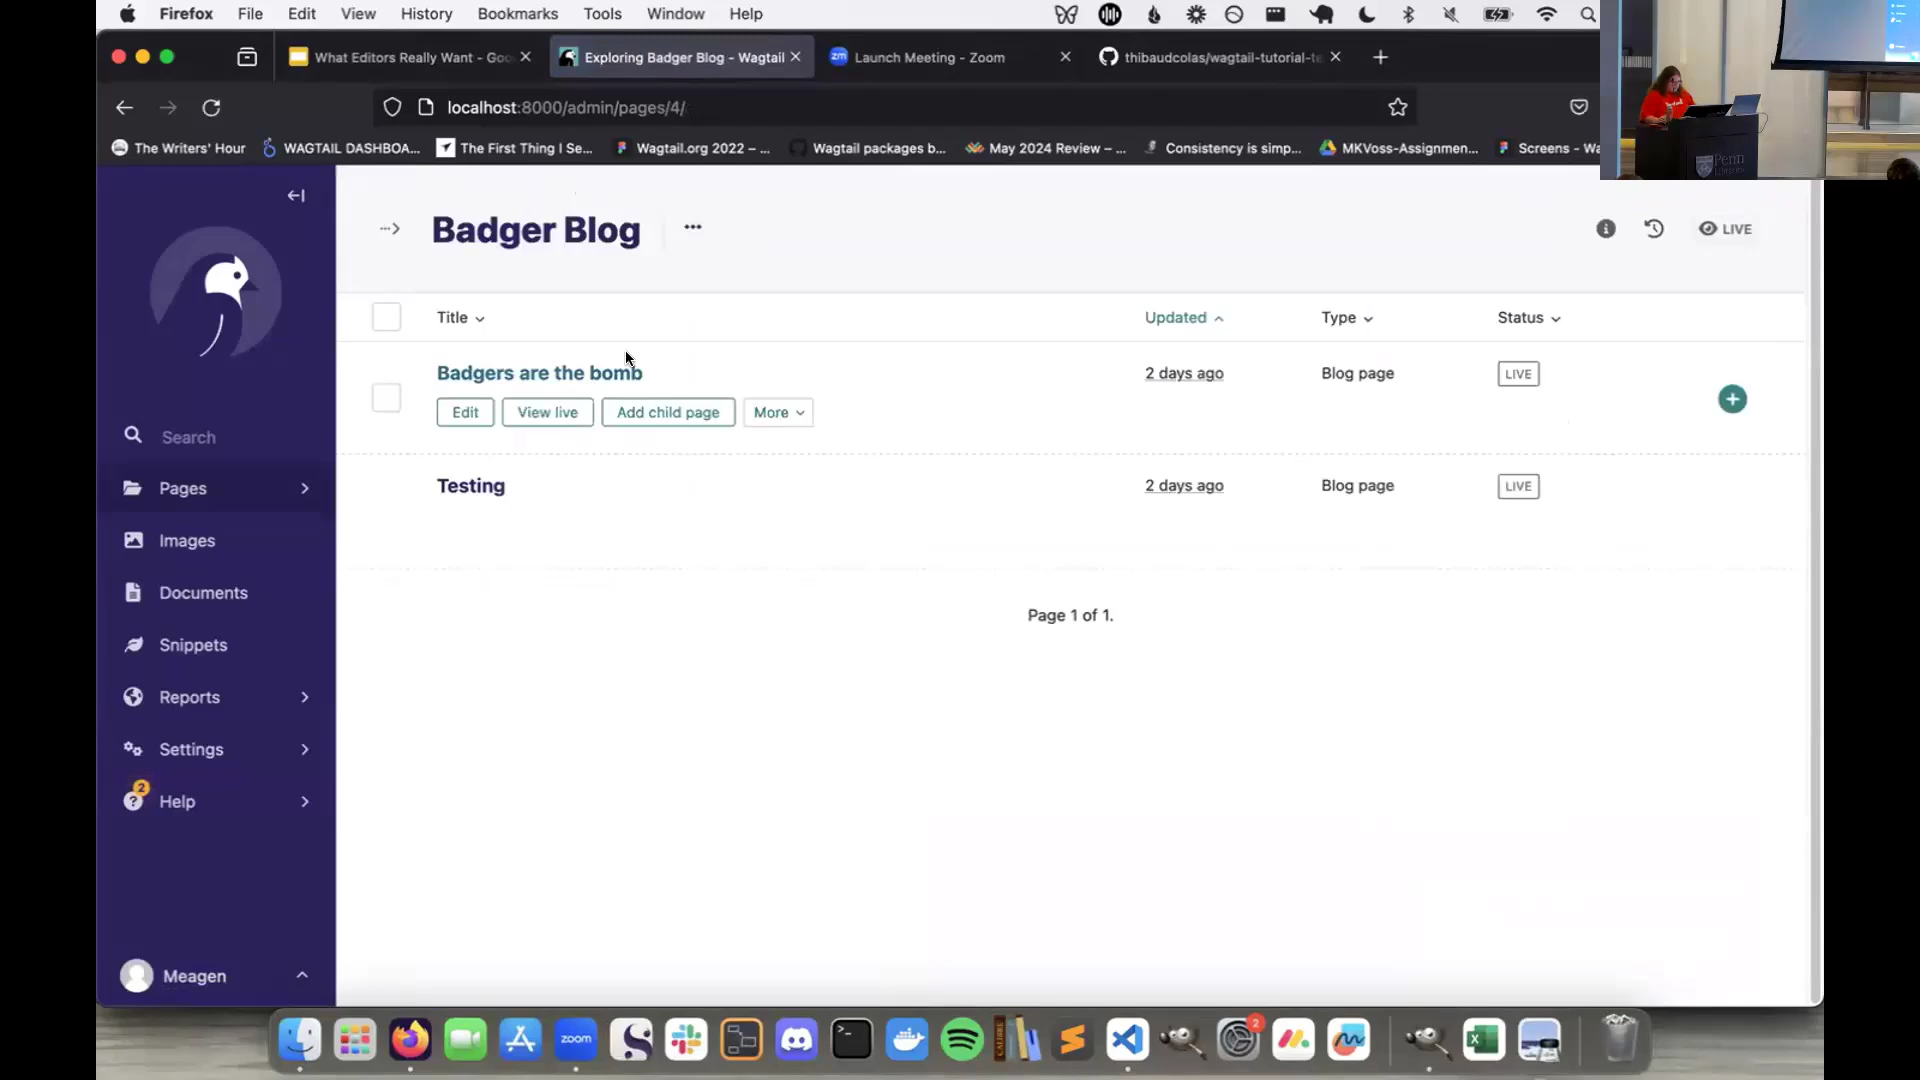 Firefox File Edit View History Bookmarks Tools Window Help
What Editors Really Want - Goo
Exploring Badger Blog - Wagtail
Launch Meeting - Zoom
thibaudcolas/wagtail-tutorial-te
localhost:8000/admin/pages/4/
The Writers' Hour
WAGTAIL DASHBOA...
The First Thing I Se...
Wagtail.org 2022 – ...
Wagtail packages b...
May 2024 Review – ...
Consistency is simp...
MKVoss-Assignmen...
Screens - Wa
Penn
Badger Blog
LIVE
Title Updated Type Status
Badgers are the bomb 2 days ago Blog page LIVE
Edit View live Add child page More
Testing 2 days ago Blog page LIVE
Page 1 of 1.
Search
Pages
Images
Documents
Snippets
Reports
Settings
2
Help
Meagen
zoom
2